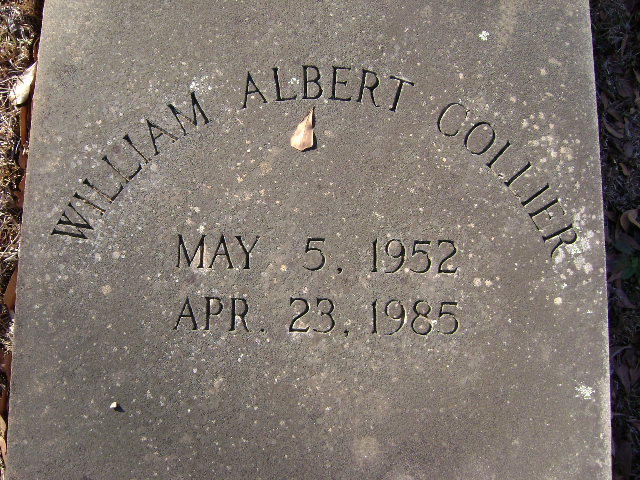 WILLIAM ALBERT COLLIER
MAY 5, 1952
APR. 23, 1985